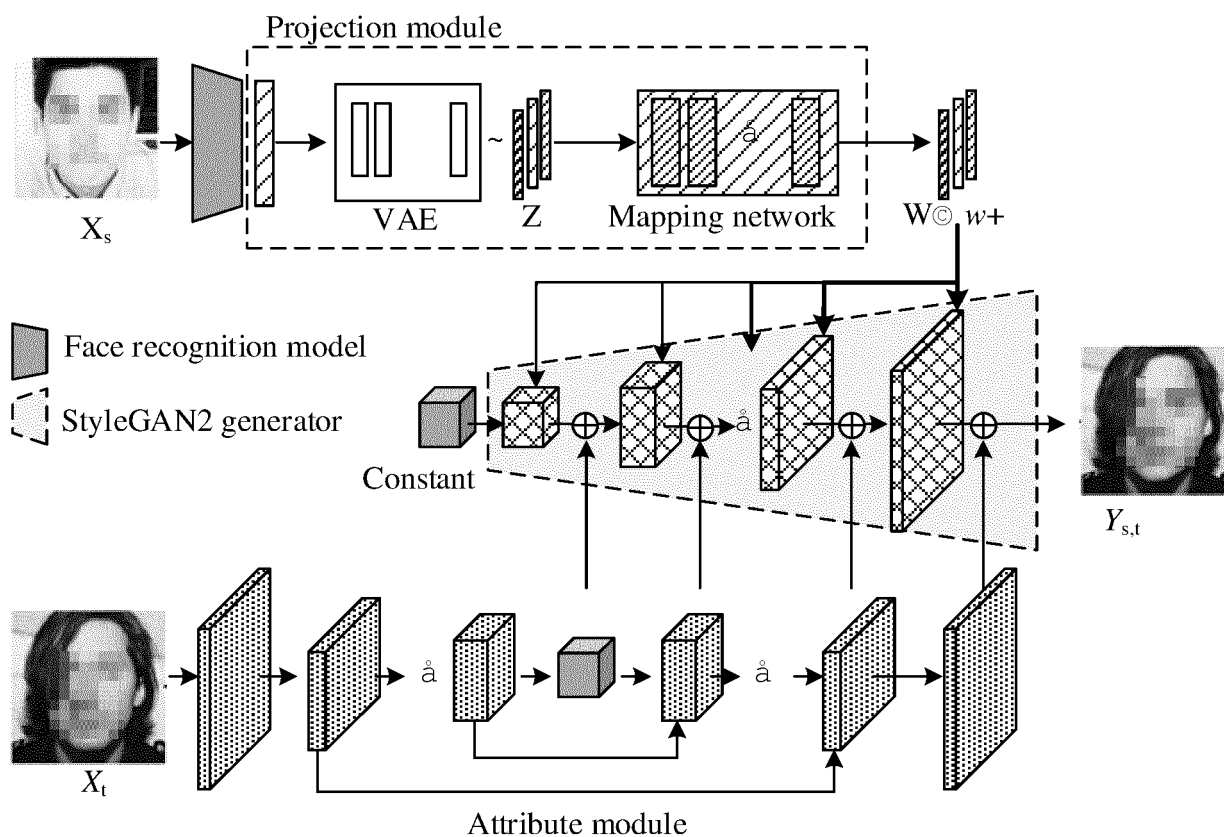 Projection module
X_s
VAE
~
Z
å
Mapping network
W© w+
Face recognition model
StyleGAN2 generator
Constant
å
Y_s,t
X_t
å
å
Attribute module